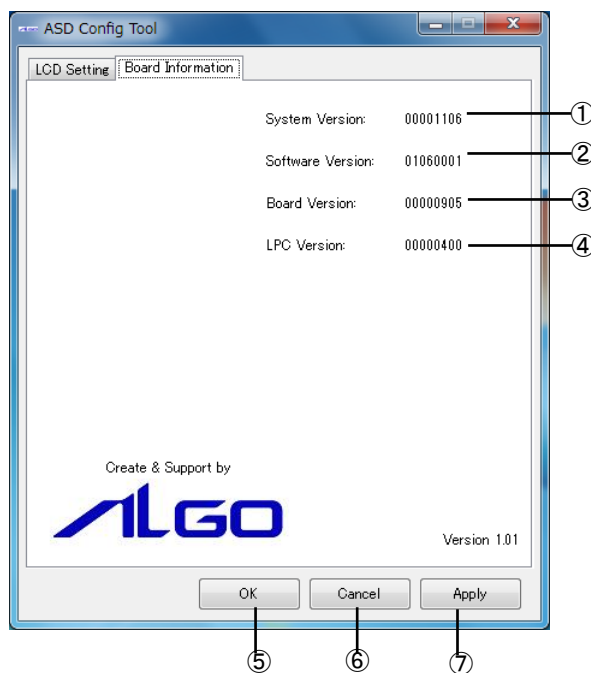 ASD Config Tool
LCD Setting Board Information
System Version: 00001106 ①
Software Version: 01060001 ②
Board Version: 00000905 ③
LPC Version: 00000400 ④
Create & Support by
ALGO
Version 1.01
OK Cancel Apply
⑤ ⑥ ⑦